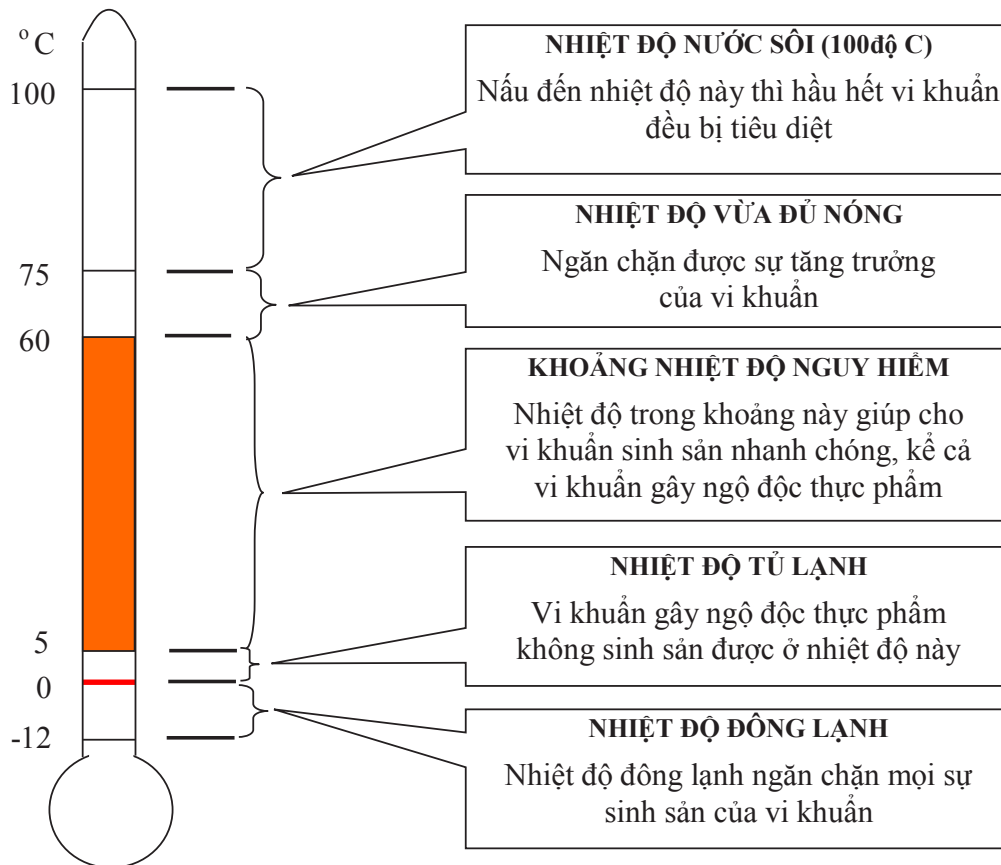 ° C
100
75
60
5
0
-12
NHIỆT ĐỘ NƯỚC SÔI (100độ C)
Nấu đến nhiệt độ này thì hầu hết vi khuẩn
đều bị tiêu diệt
NHIỆT ĐỘ VỪA ĐỦ NÓNG
Ngăn chặn được sự tăng trưởng
của vi khuẩn
KHOẢNG NHIỆT ĐỘ NGUY HIỂM
Nhiệt độ trong khoảng này giúp cho
vi khuẩn sinh sản nhanh chóng, kể cả
vi khuẩn gây ngộ độc thực phẩm
NHIỆT ĐỘ TỦ LẠNH
Vi khuẩn gây ngộ độc thực phẩm
không sinh sản được ở nhiệt độ này
NHIỆT ĐỘ ĐÔNG LẠNH
Nhiệt độ đông lạnh ngăn chặn mọi sự
sinh sản của vi khuẩn